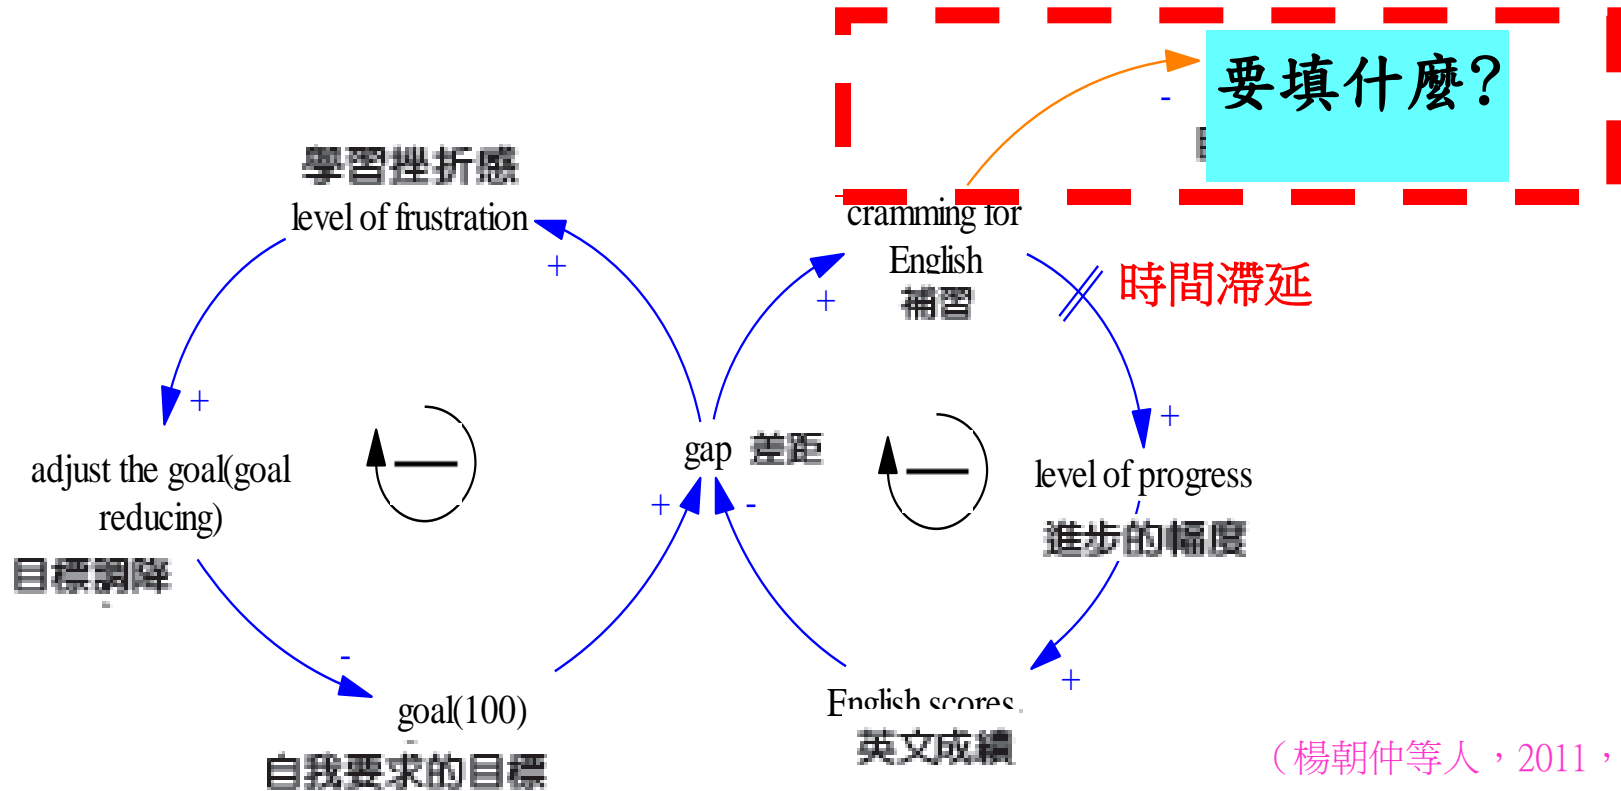 要填什麼?
-
學習挫折感
level of frustration
+
cramming for
English
補習
+
時間滯延
+
+
adjust the goal(goal
reducing)
目標調降
gap 差距
level of progress
進步的幅度
+
-
-
+
goal(100)
自我要求的目標
English scores
英文成績
（楊朝仲等人，2011，